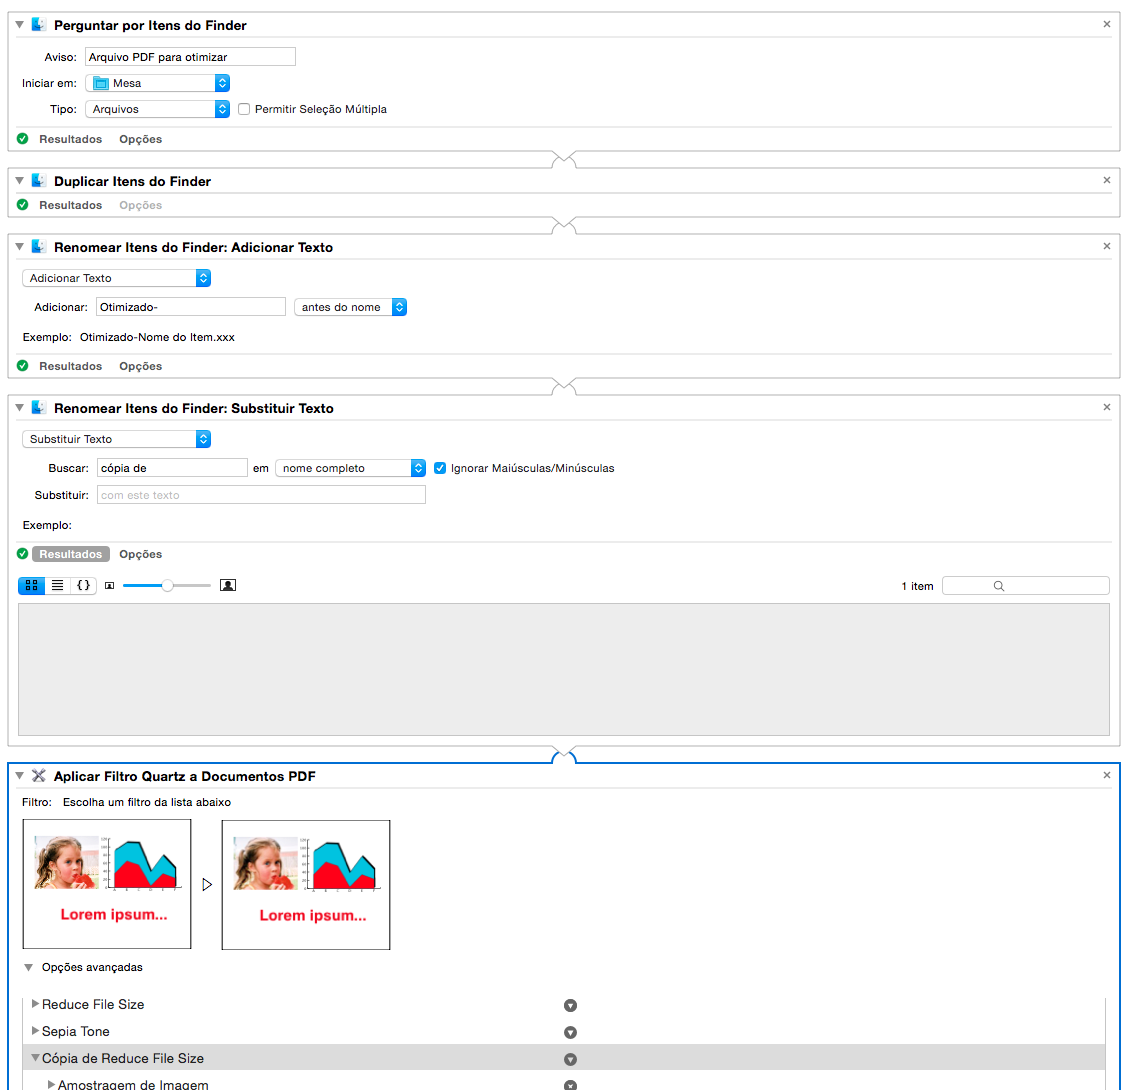 Perguntar por Itens do Finder
Aviso: Arquivo PDF para otimizar
Iniciar em: Mesa
Tipo: Arquivos Permitir Seleção Múltipla
Resultados Opções
Duplicar Itens do Finder
Resultados Opções
Renomear Itens do Finder: Adicionar Texto
Adicionar Texto
Adicionar: Otimizado- antes do nome
Exemplo: Otimizado-Nome do Item.xxx
Resultados Opções
Renomear Itens do Finder: Substituir Texto
Substituir Texto
Buscar: cópia de em nome completo Ignorar Maiúsculas/Minúsculas
Substituir: com este texto
Exemplo:
Resultados Opções
1 item
Aplicar Filtro Quartz a Documentos PDF
Filtro: Escolha um filtro da lista abaixo
Lorem ipsum... Lorem ipsum...
Opções avançadas
Reduce File Size
Sepia Tone
Cópia de Reduce File Size
Amostragem de Imagem